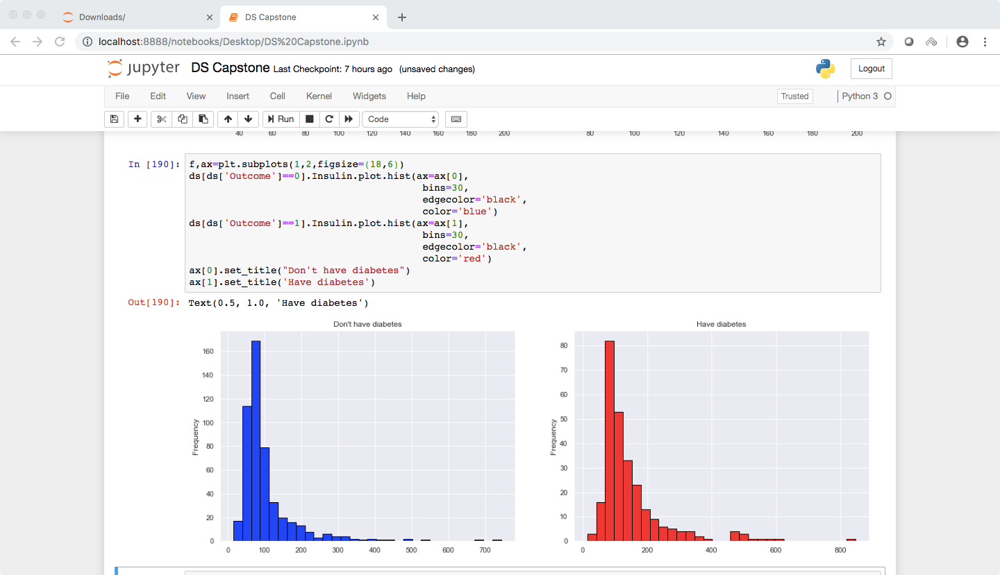 Downloads/
DS Capstone
localhost:8888/notebooks/Desktop/DS%20Capstone.ipynb
jupyter DS Capstone Last Checkpoint: 7 hours ago (unsaved changes)
Logout
File Edit View Insert Cell Kernel Widgets Help
Trusted
Python 3
Run
Code
40 60 80 100 120 140 160 180 200
80 100 120 140 160 180 200
In [190]:
f,ax=plt.subplots(1,2,figsize=(18,6))
ds[ds['Outcome']==0].Insulin.plot.hist(ax=ax[0],
bins=30,
edgecolor='black',
color='blue')
ds[ds['Outcome']==1].Insulin.plot.hist(ax=ax[1],
bins=30,
edgecolor='black',
color='red')
ax[0].set_title("Don't have diabetes")
ax[1].set_title('Have diabetes')
Out[190]: Text(0.5, 1.0, 'Have diabetes')
Don't have diabetes
Frequency
160
140
120
100
80
60
40
20
0
0 100 200 300 400 500 600 700
Have diabetes
Frequency
80
70
60
50
40
30
20
10
0
0 200 400 600 800